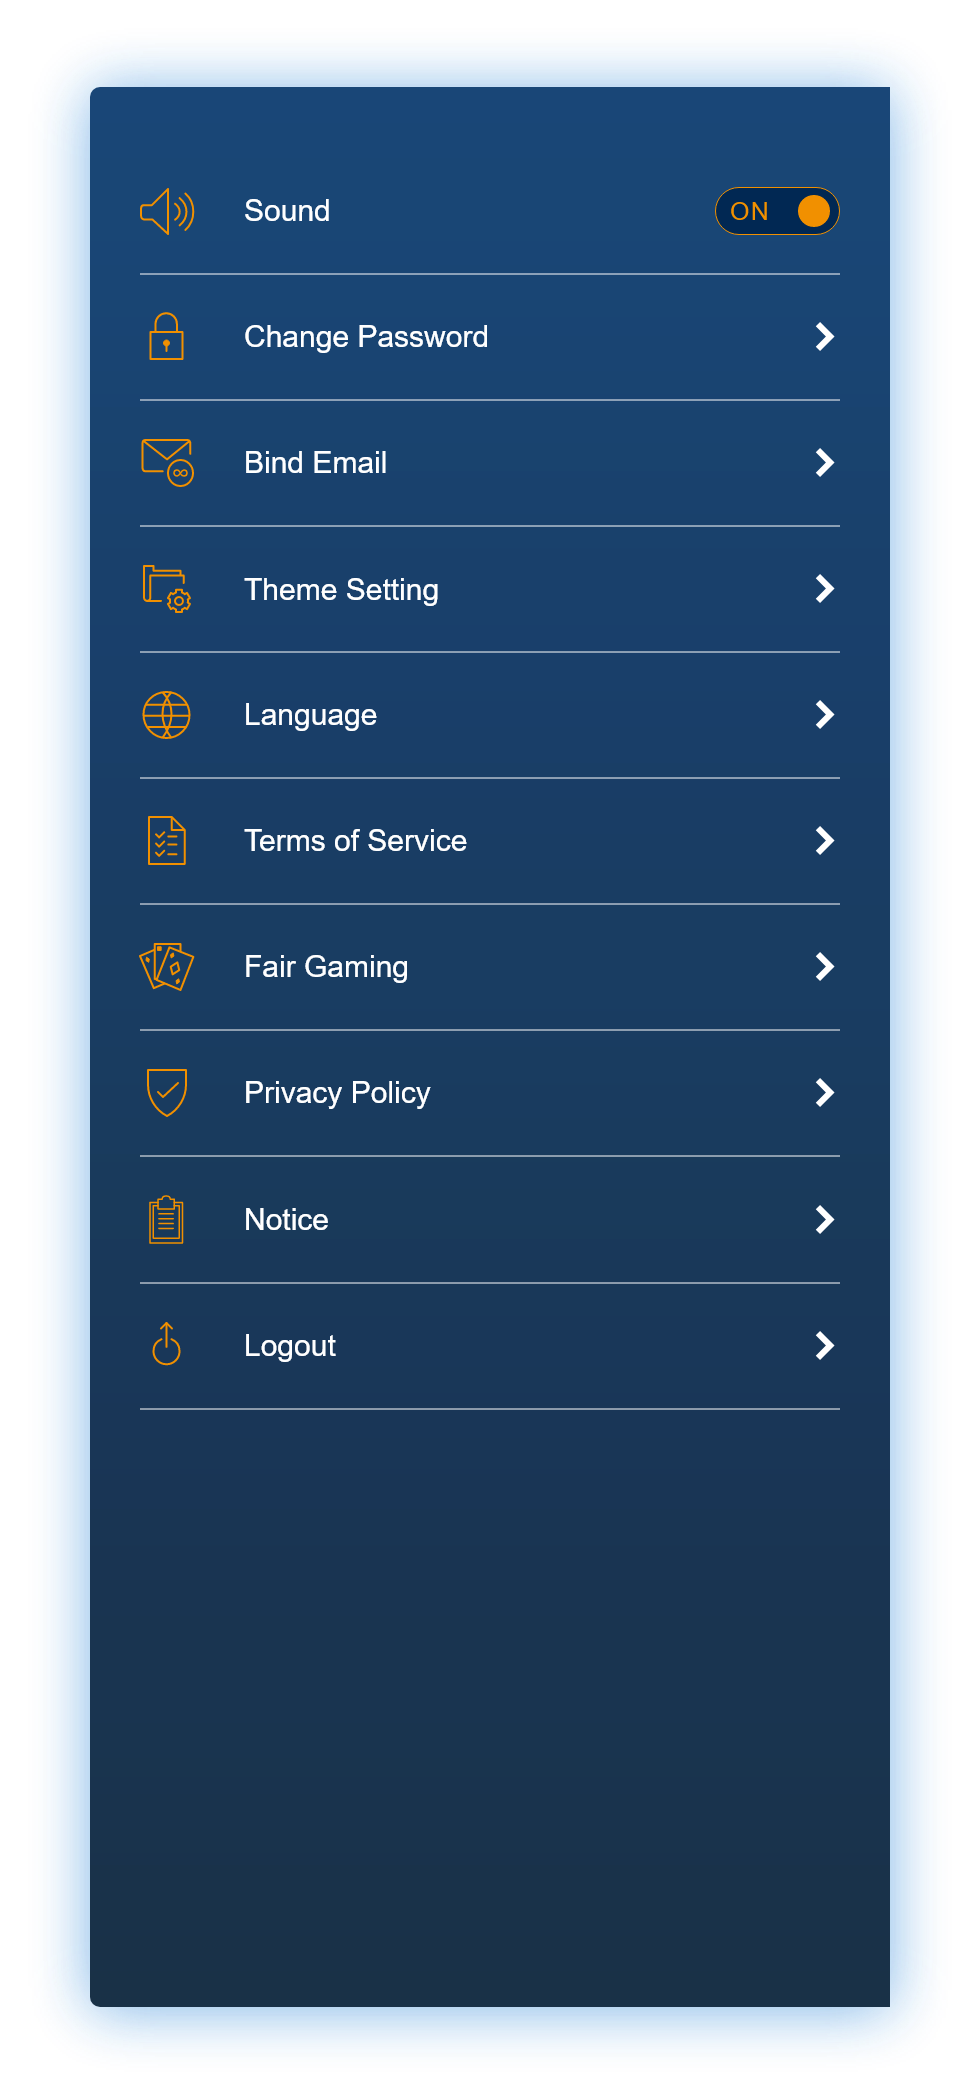 Sound ON
Change Password
Bind Email
Theme Setting
Language
Terms of Service
Fair Gaming
Privacy Policy
Notice
Logout